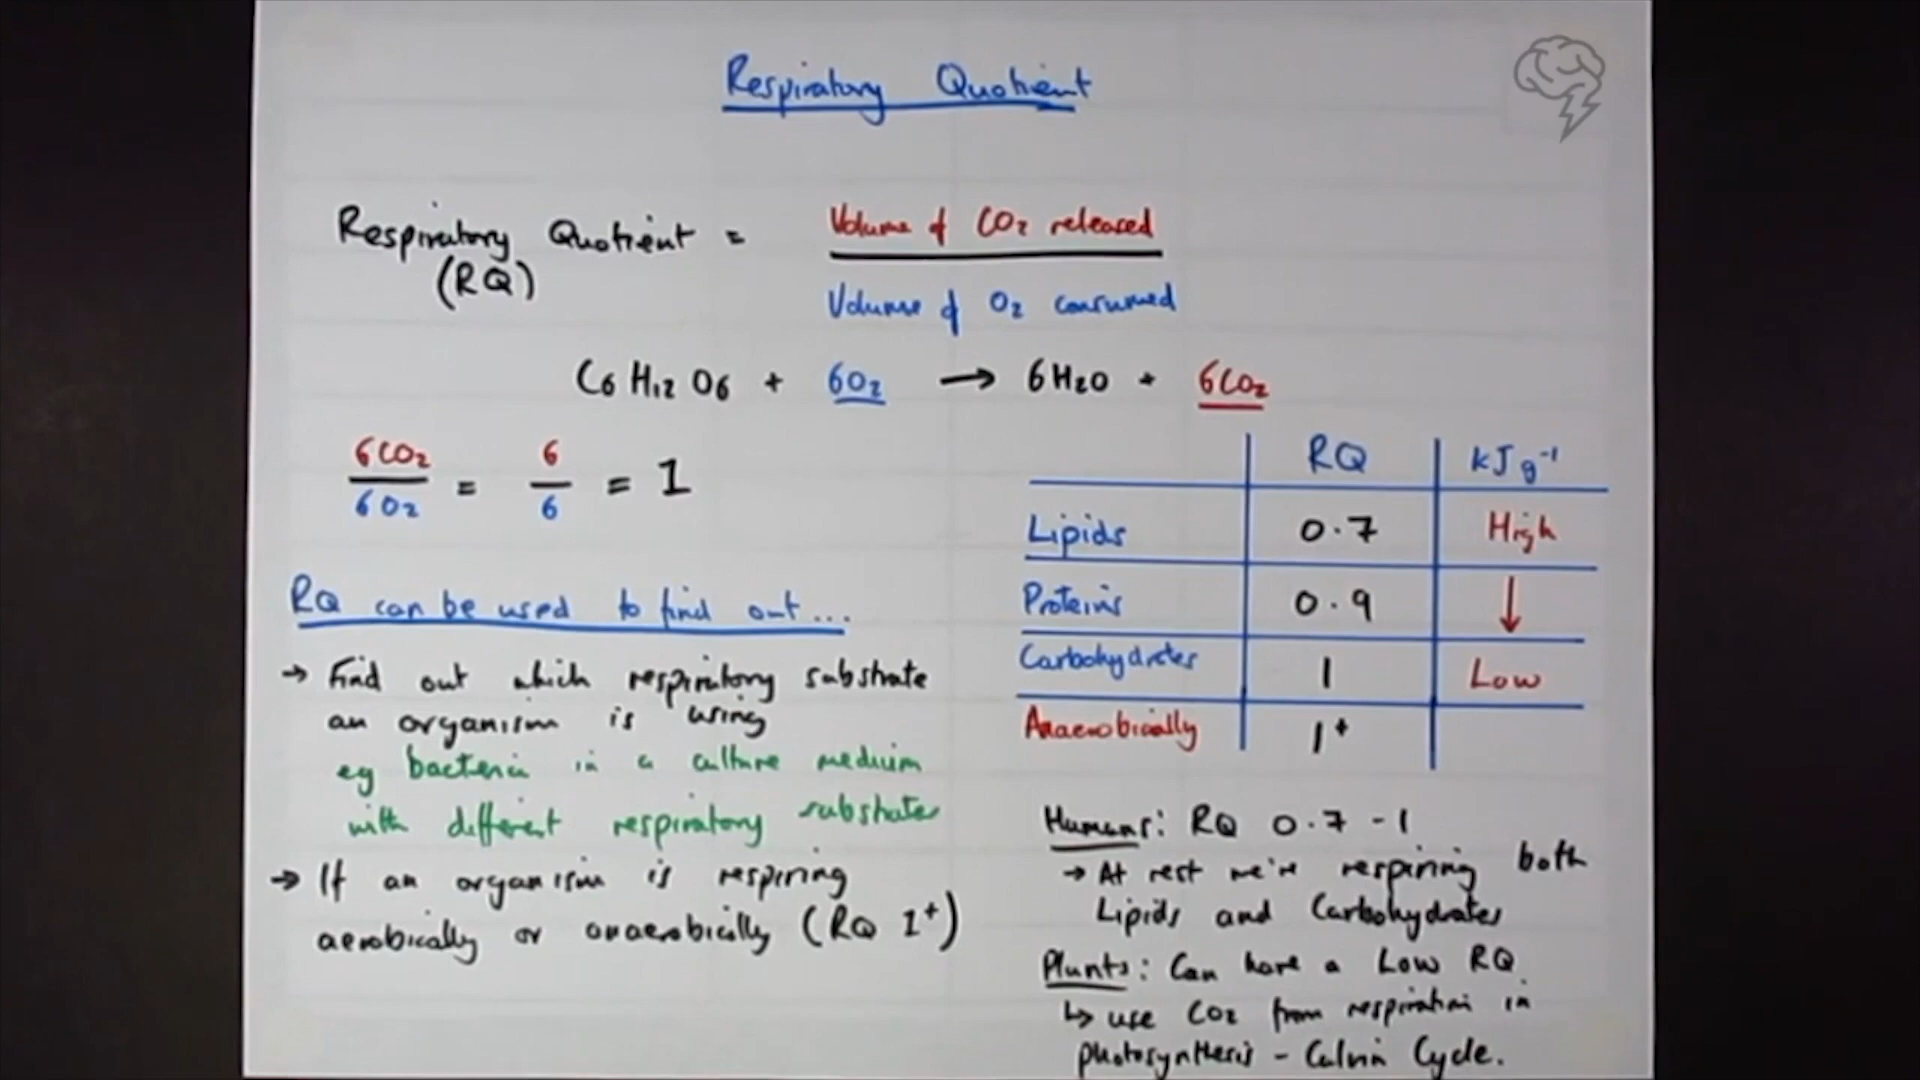 Respiratory Quotient
Respiratory Quotient =
(RQ)
Volume of CO₂ released
Volume of O₂ consumed
C6 H12 O6 + 6O2 → 6H2O + 6CO2
6CO2 / 6O2 = 6 / 6 = 1
RQ can be used to find out...
→ Find out which respiratory substrate
an organism is using
eg bacteria in a culture medium
with different respiratory substrates
→ If an organism is respiring
aerobically or anaerobically (RQ 1⁺)
RQ kJ g⁻¹
Lipids 0.7 High
Proteins 0.9 ↓
Carbohydrates 1 Low
Anaerobically 1⁺
Humans: RQ 0.7 - 1
→ At rest we're respiring both
Lipids and Carbohydrates
Plants: Can have a Low RQ
↳ use CO2 from respiration in
photosynthesis - Calvin Cycle.